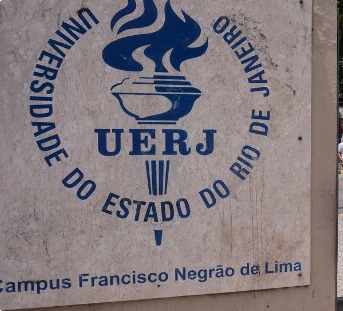 UNIVERSIDADE DO ESTADO DO RIO DE JANEIRO
UERJ
Campus Francisco Negrão de Lima